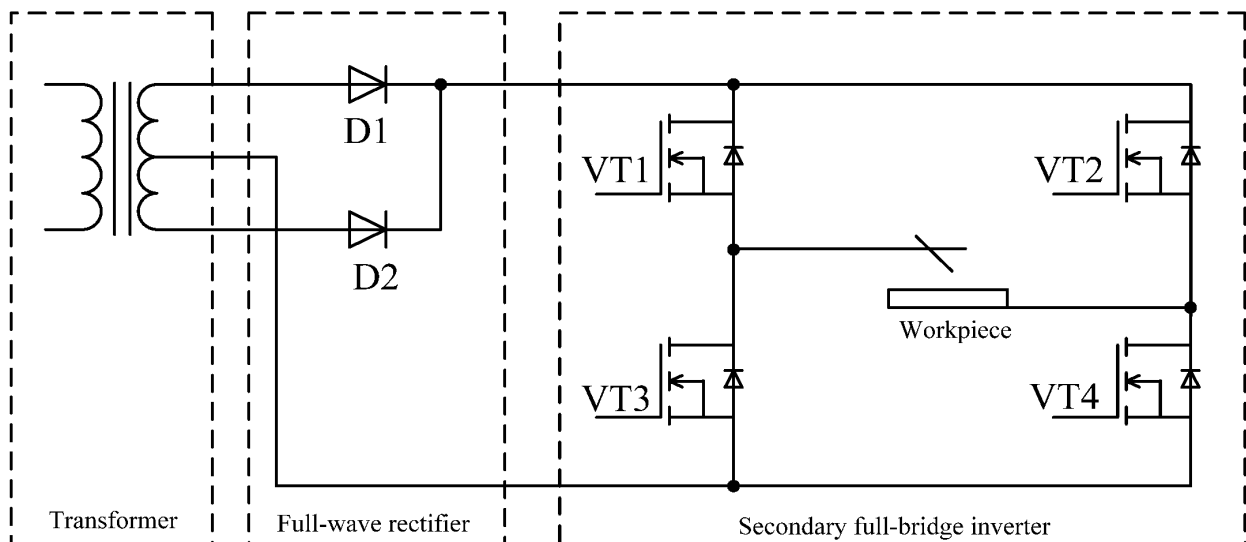 D1
D2
VT1
VT2
Workpiece
VT3
VT4
Transformer
Full-wave rectifier
Secondary full-bridge inverter